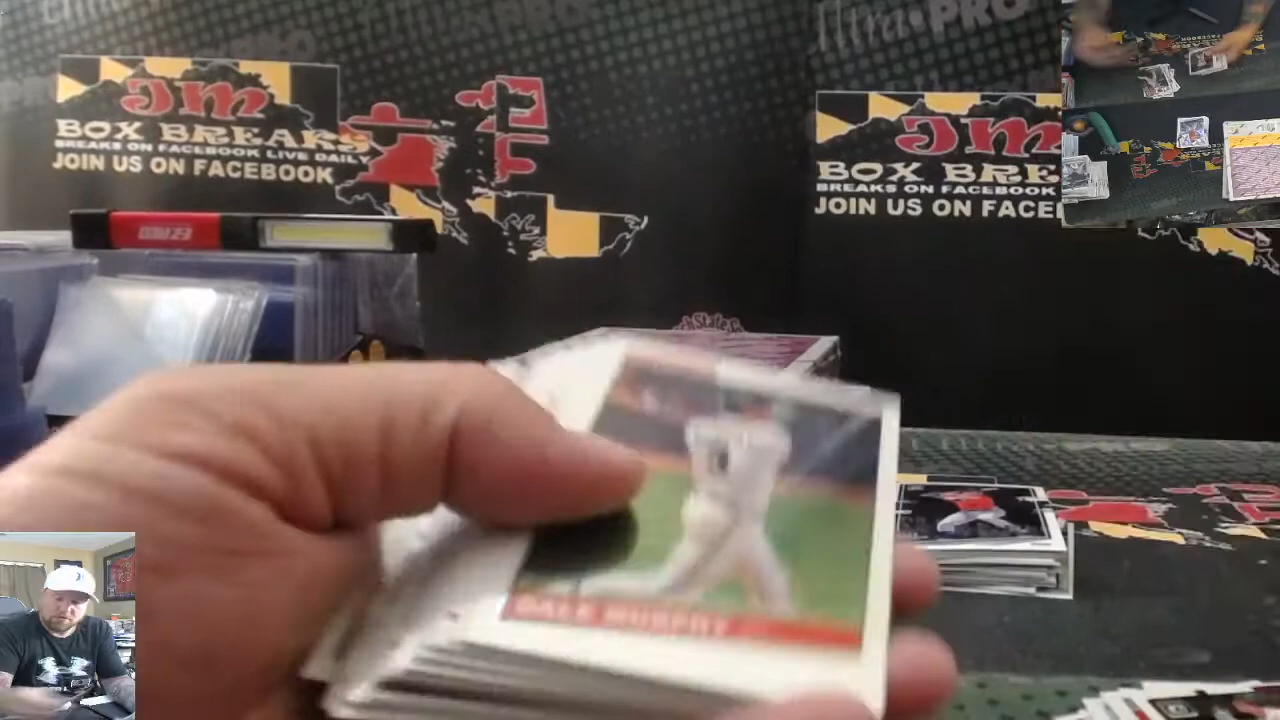 Ultra·PRO
JM
BOX BREAKS
BREAKS ON FACEBOOK LIVE DAILY
JOIN US ON FACEBOOK
JM
BOX BRE
BREAKS ON FACEBOOK
JOIN US ON FACE
DALE MURPHY